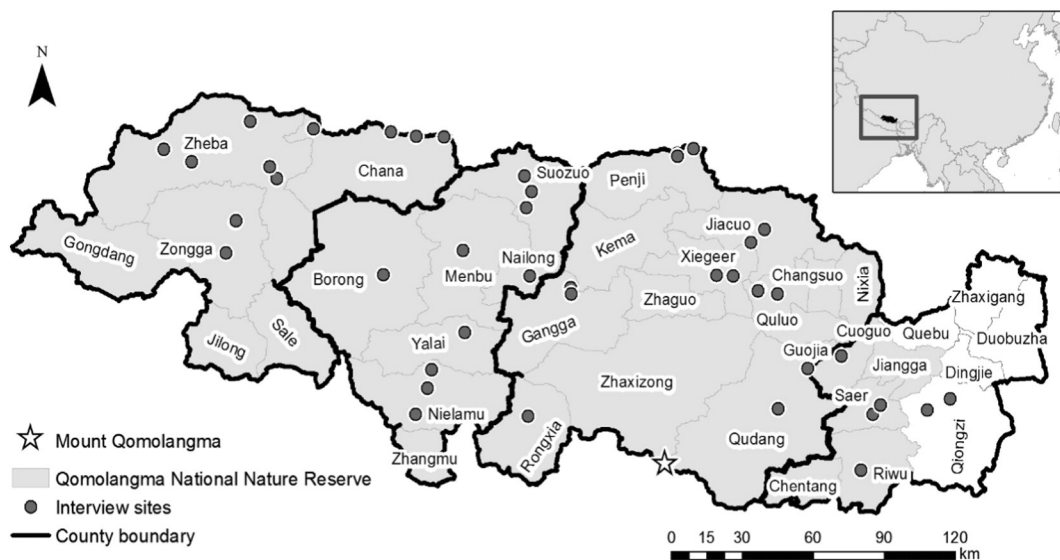 N
Zheba
Chana
Suozuo
Penji
Gongdang
Zongga
Jiacuo
Kema
Xiegeer
Borong
Menbu
Nailong
Changsuo
Nixia
Zhaguo
Zhaxigang
Jilong
Sale
Yalai
Gangga
Quluo
Cuoguo
Quebu
Duobuzha
Guojia
Jiangga
Dingjie
Zhaxizong
Saer
Nielamu
Rongxia
Qudang
Qiongzi
Zhangmu
Chentang
Riwu
Mount Qomolangma
Qomolangma National Nature Reserve
Interview sites
County boundary
0 15 30 60 90 120
km